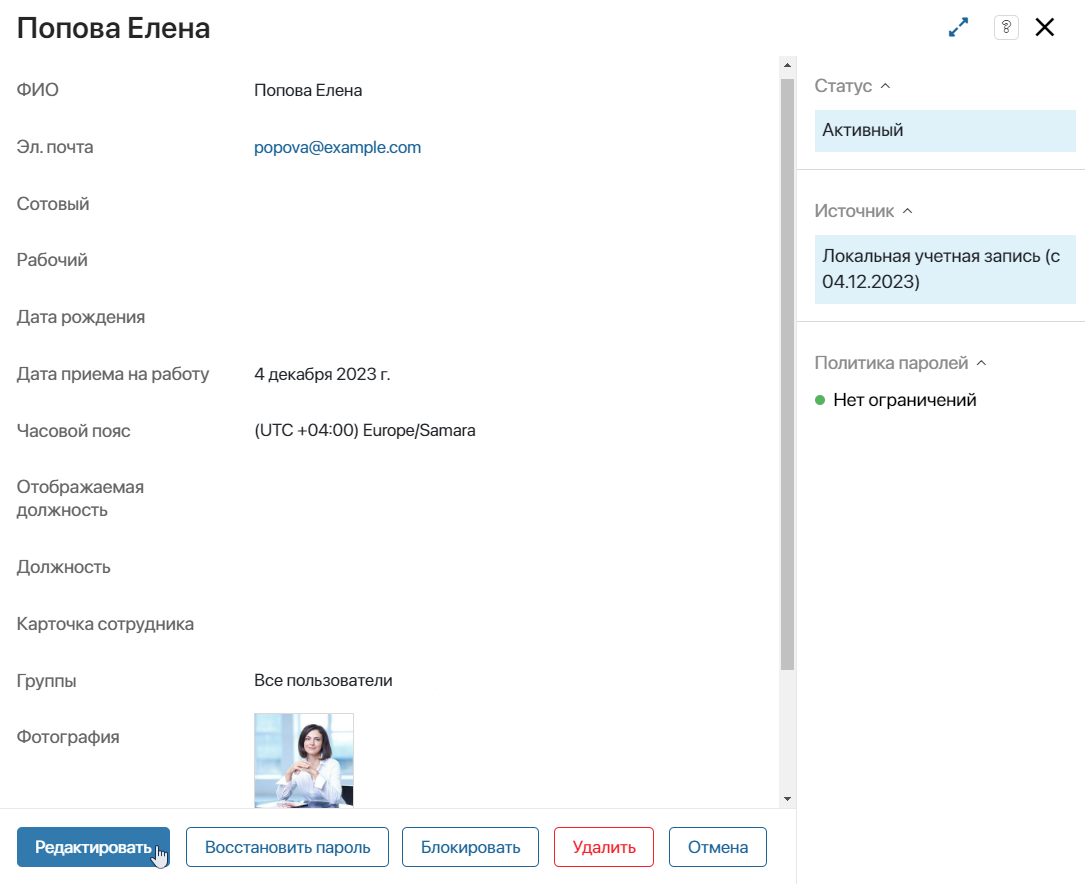 Попова Елена
?
ФИО
Попова Елена
Эл. почта
popova@example.com
Сотовый
Рабочий
Дата рождения
Дата приема на работу
4 декабря 2023 г.
Часовой пояс
(UTC +04:00) Europe/Samara
Отображаемая
должность
Должность
Карточка сотрудника
Группы
Все пользователи
Фотография
Редактировать
Восстановить пароль
Блокировать
Удалить
Отмена
Статус
Активный
Источник
Локальная учетная запись (с
04.12.2023)
Политика паролей
Нет ограничений